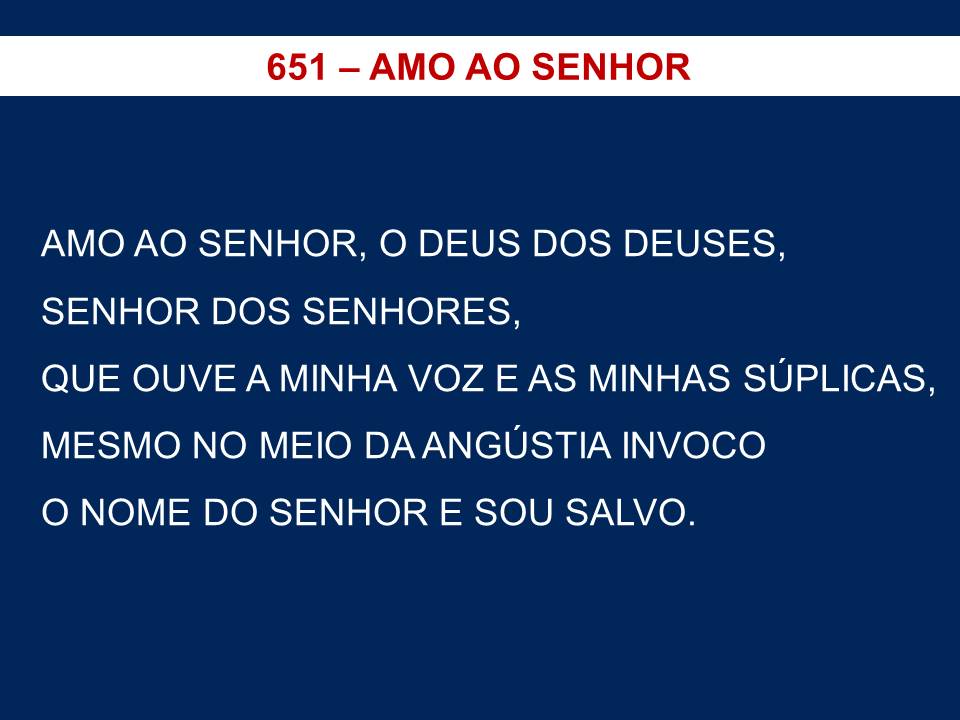 651 – AMO AO SENHOR
AMO AO SENHOR, O DEUS DOS DEUSES,
SENHOR DOS SENHORES,
QUE OUVE A MINHA VOZ E AS MINHAS SÚPLICAS,
MESMO NO MEIO DA ANGÚSTIA INVOCO
O NOME DO SENHOR E SOU SALVO.